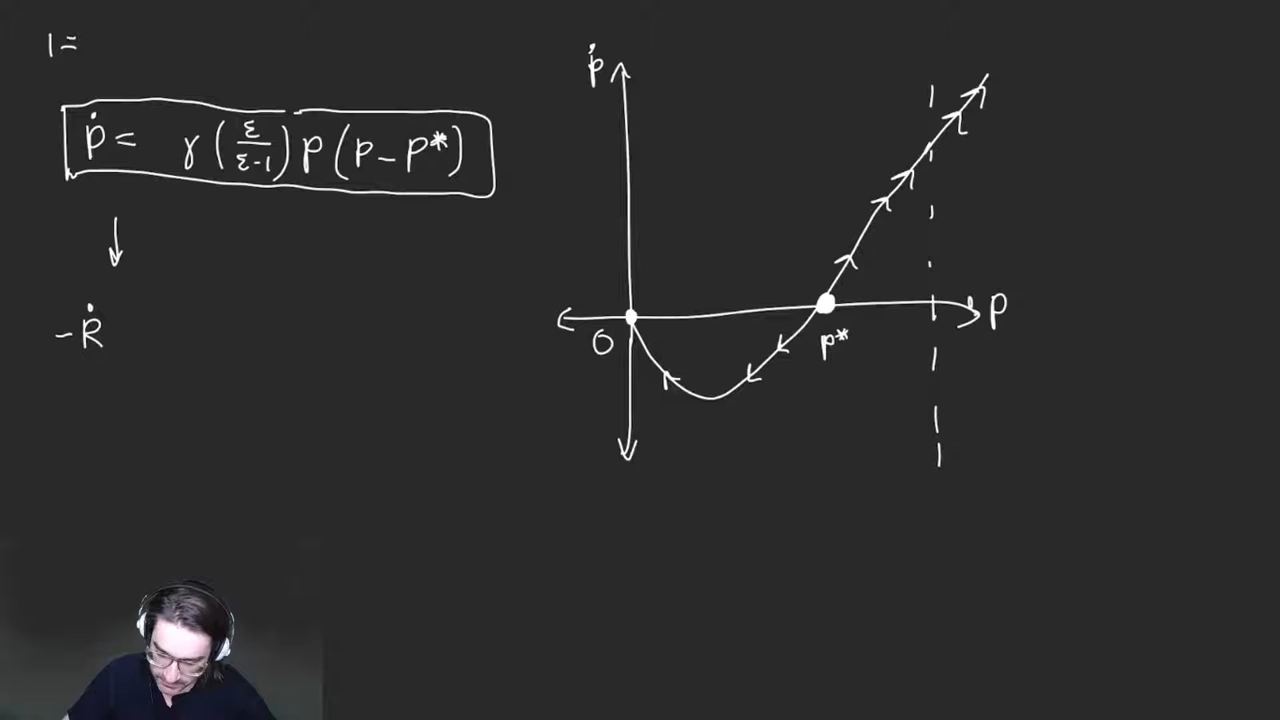 1 =
ṗ = γ (ε/ε-1) p (p - p*)
- Ṙ
ṗ
p
0
p*